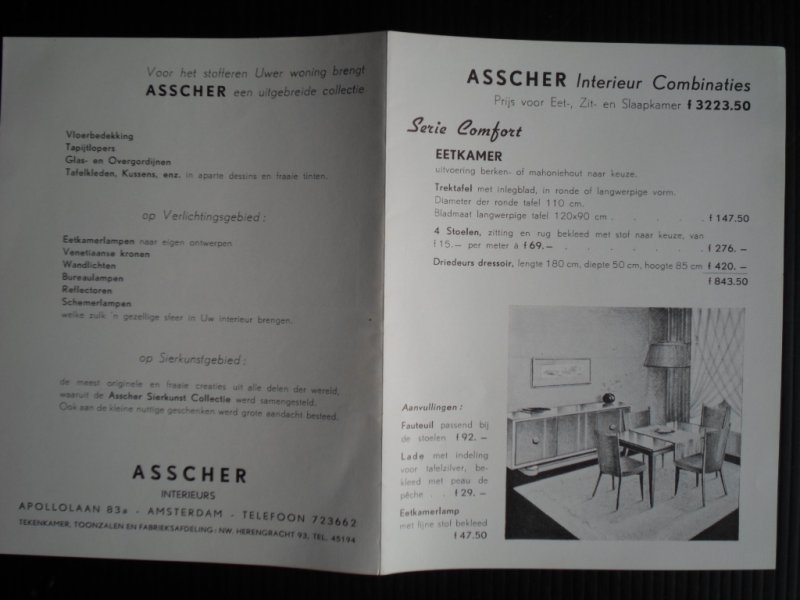 Voor het stofferen Uwer woning brengt
ASSCHER een uitgebreide collectie
Vloerbedekking
Tapijtlopers
Glas- en Overgordijnen
Tafelkleden, Kussens, enz. in aparte dessins en fraaie tinten.
op Verlichtingsgebied :
Eetkamerlampen naar eigen ontwerpen
Venetiaanse kronen
Wandlichten
Bureaulampen
Reflectoren
Schemerlampen
welke zulk 'n gezellige sfeer in Uw interieur brengen.
op Sierkunstgebied :
de meest originele en fraaie creaties uit alle delen der wereld,
waaruit de Asscher Sierkunst Collectie werd samengesteld.
Ook aan de kleine nuttige geschenken werd grote aandacht besteed.
ASSCHER
INTERIEURS
APOLLOLAAN 83a - AMSTERDAM - TELEFOON 723662
TEKENKAMER, TOONZALEN EN FABRIEKSAFDELING : NW. HERENGRACHT 93, TEL. 45194
ASSCHER Interieur Combinaties
Prijs voor Eet-, Zit- en Slaapkamer f 3223.50
Serie Comfort
EETKAMER
uitvoering berken- of mahoniehout naar keuze.
Trektafel met inlegblad, in ronde of langwerpige vorm.
Diameter der ronde tafel 110 cm.
Bladmaat langwerpige tafel 120x90 cm . . . . . f 147.50
4 Stoelen, zitting en rug bekleed met stof naar keuze, van
f 15.— per meter à f 69.— . . . . . . . f 276. —
Driedeurs dressoir, lengte 180 cm, diepte 50 cm, hoogte 85 cm f 420. —
f 843.50
Aanvullingen :
Fauteuil passend bij
de stoelen f 92. —
Lade met indeling
voor tafelzilver, be-
kleed met peau de
pêche . . f 29. —
Eetkamerlamp
met fijne stof bekleed
f 47.50